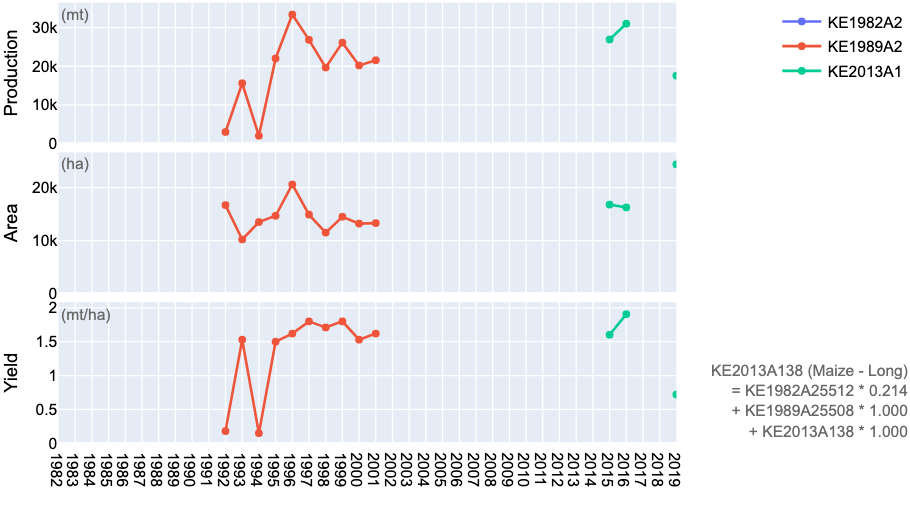 (mt)
30k
20k
10k
0
Production
(ha)
20k
10k
0
Area
(mt/ha)
2
1.5
1
0.5
0
Yield
1982
1983
1984
1985
1986
1987
1988
1989
1990
1991
1992
1993
1994
1995
1996
1997
1998
1999
2000
2001
2002
2003
2004
2005
2006
2007
2008
2009
2010
2011
2012
2013
2014
2015
2016
2017
2018
2019
KE1982A2
KE1989A2
KE2013A1
KE2013A138 (Maize - Long)
= KE1982A25512 * 0.214
+ KE1989A25508 * 1.000
+ KE2013A138 * 1.000